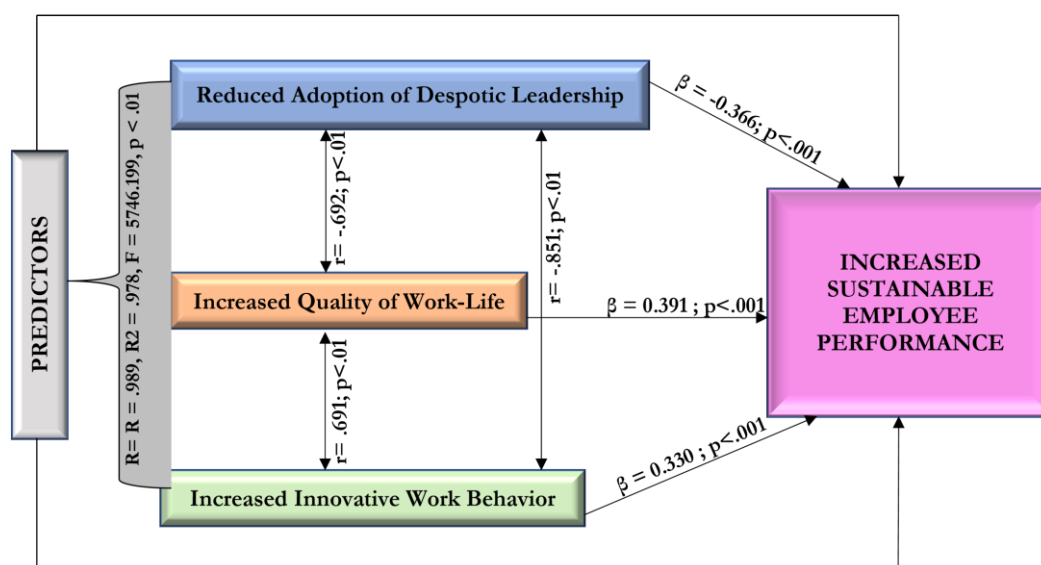 PREDICTORS
R= R = .989, R2 = .978, F = 5746.199, p < .01
Reduced Adoption of Despotic Leadership
β = -0.366; p<.001
r= -.692; p<.01
r= -.851; p<.01
Increased Quality of Work-Life
β = 0.391 ; p<.001
INCREASED
SUSTAINABLE
EMPLOYEE
PERFORMANCE
r= .691; p<.01
β = 0.330 ; p<.001
Increased Innovative Work Behavior